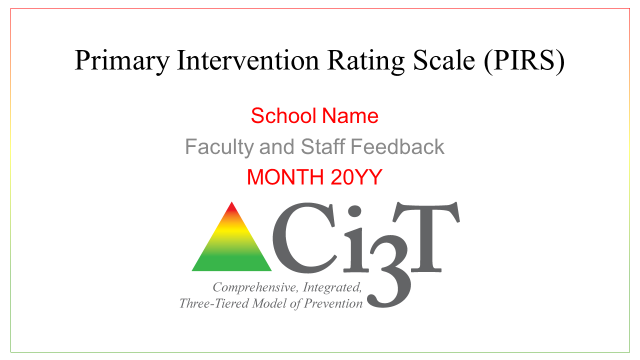 Primary Intervention Rating Scale (PIRS)
School Name
Faculty and Staff Feedback
MONTH 20YY
Ci3T
Comprehensive, Integrated,
Three-Tiered Model of Prevention